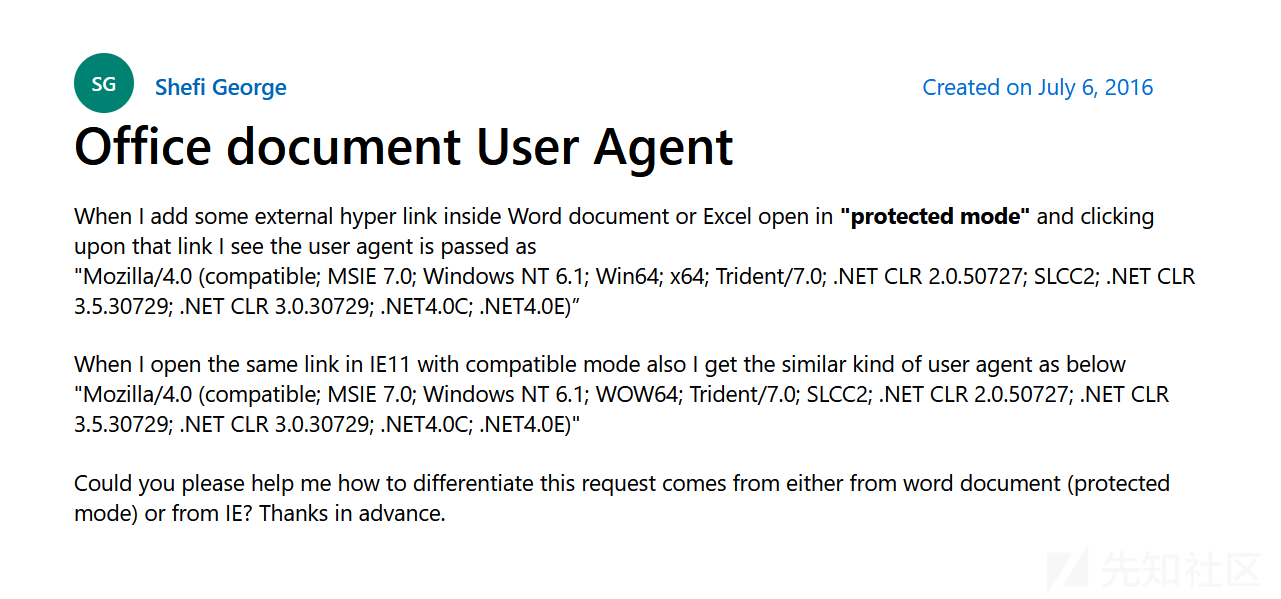 SG
Shefi George
Created on July 6, 2016
Office document User Agent
When I add some external hyper link inside Word document or Excel open in "protected mode" and clicking
upon that link I see the user agent is passed as
"Mozilla/4.0 (compatible; MSIE 7.0; Windows NT 6.1; Win64; x64; Trident/7.0; .NET CLR 2.0.50727; SLCC2; .NET CLR
3.5.30729; .NET CLR 3.0.30729; .NET4.0C; .NET4.0E)”
When I open the same link in IE11 with compatible mode also I get the similar kind of user agent as below
"Mozilla/4.0 (compatible; MSIE 7.0; Windows NT 6.1; WOW64; Trident/7.0; SLCC2; .NET CLR 2.0.50727; .NET CLR
3.5.30729; .NET CLR 3.0.30729; .NET4.0C; .NET4.0E)"
Could you please help me how to differentiate this request comes from either from word document (protected
mode) or from IE? Thanks in advance.
先知社区